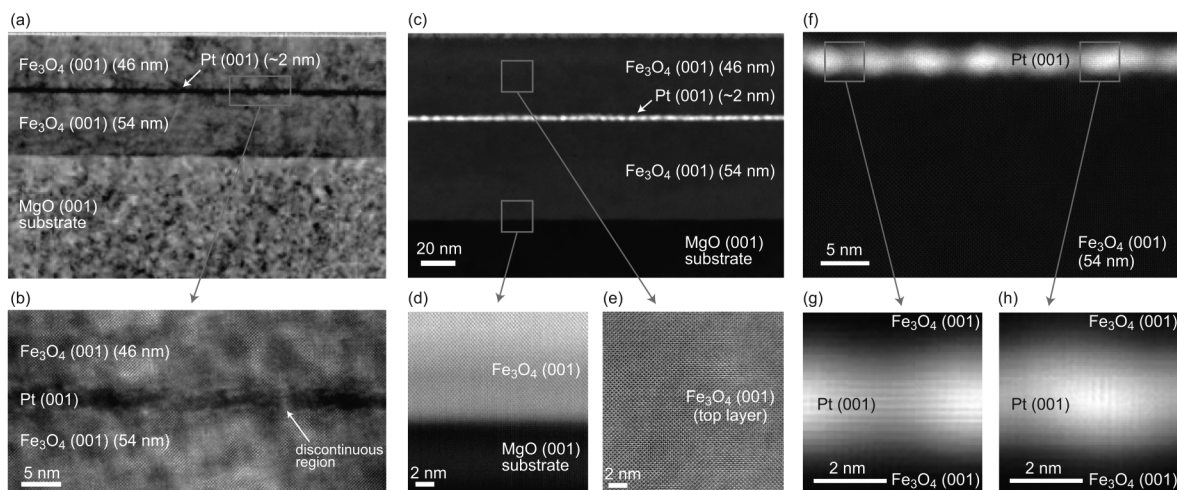 (a)
Fe₃O₄ (001) (46 nm)
Pt (001) (~2 nm)
Fe₃O₄ (001) (54 nm)
MgO (001)
substrate
(b)
Fe₃O₄ (001) (46 nm)
Pt (001)
Fe₃O₄ (001) (54 nm)
discontinuous
region
5 nm
(c)
Fe₃O₄ (001) (46 nm)
Pt (001) (~2 nm)
Fe₃O₄ (001) (54 nm)
MgO (001)
substrate
20 nm
(d)
Fe₃O₄ (001)
MgO (001)
substrate
2 nm
(e)
Fe₃O₄ (001)
(top layer)
2 nm
(f)
Pt (001)
Fe₃O₄ (001)
(54 nm)
5 nm
(g)
Fe₃O₄ (001)
Pt (001)
2 nm
Fe₃O₄ (001)
(h)
Fe₃O₄ (001)
Pt (001)
2 nm
Fe₃O₄ (001)